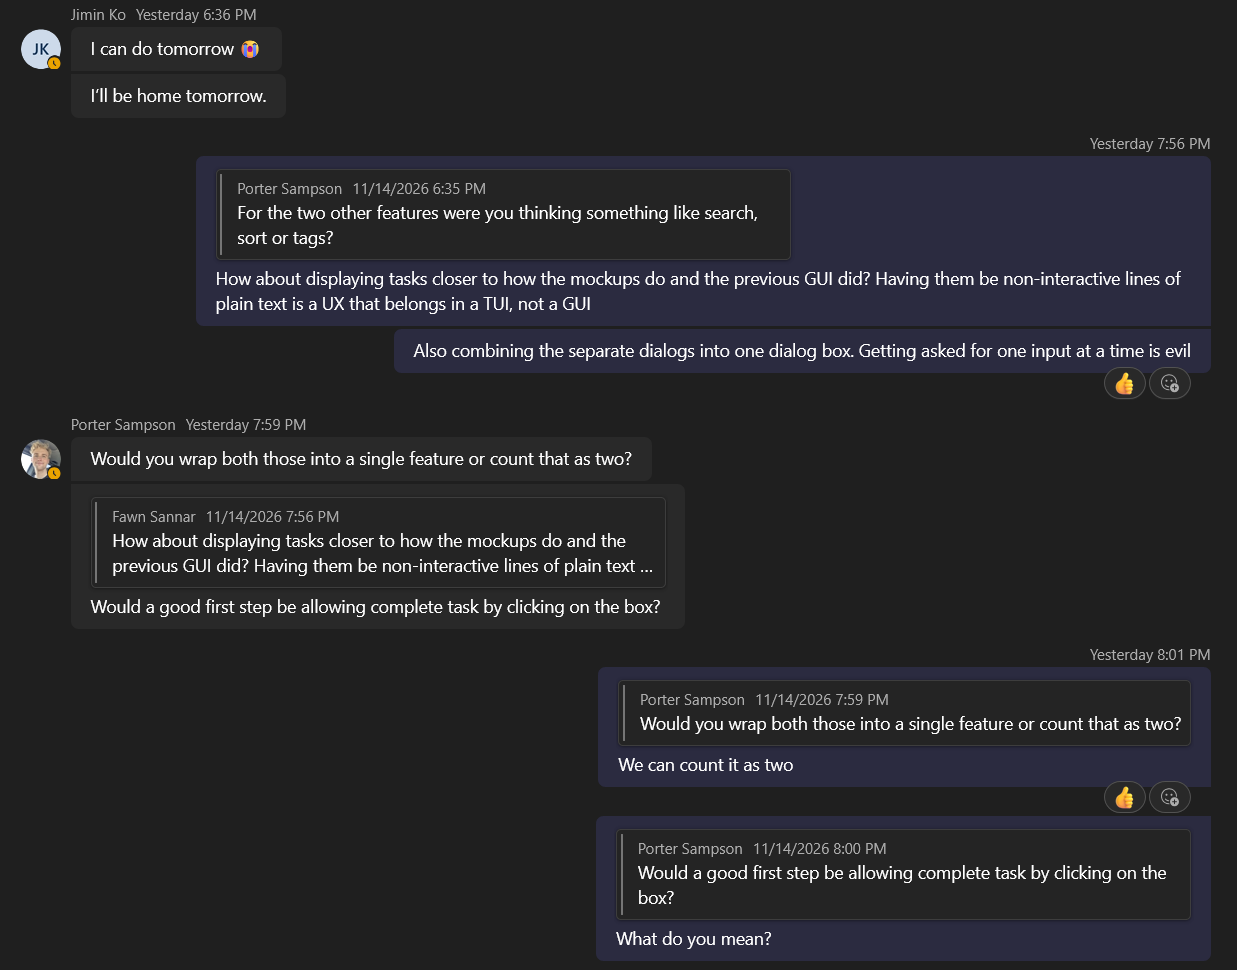 Jimin Ko Yesterday 6:36 PM
JK
I can do tomorrow 😭
I'll be home tomorrow.
Yesterday 7:56 PM
Porter Sampson 11/14/2026 6:35 PM
For the two other features were you thinking something like search,
sort or tags?
How about displaying tasks closer to how the mockups do and the previous GUI did? Having them be non-interactive lines of
plain text is a UX that belongs in a TUI, not a GUI
Also combining the separate dialogs into one dialog box. Getting asked for one input at a time is evil
👍
Porter Sampson Yesterday 7:59 PM
Would you wrap both those into a single feature or count that as two?
Fawn Sannar 11/14/2026 7:56 PM
How about displaying tasks closer to how the mockups do and the
previous GUI did? Having them be non-interactive lines of plain text ...
Would a good first step be allowing complete task by clicking on the box?
Yesterday 8:01 PM
Porter Sampson 11/14/2026 7:59 PM
Would you wrap both those into a single feature or count that as two?
We can count it as two
👍
Porter Sampson 11/14/2026 8:00 PM
Would a good first step be allowing complete task by clicking on the
box?
What do you mean?